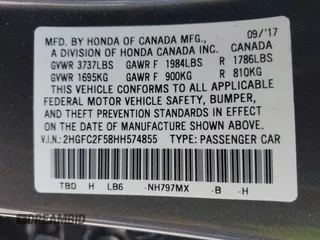 MFD. BY HONDA OF CANADA MFG., 09/'17
A DIVISION OF HONDA CANADA INC. CANADA
GVWR 3737LBS GAWR F 1984LBS R 1786LBS
GVWR 1695KG GAWR F 900KG R 810KG
THIS VEHICLE CONFORMS TO ALL APPLICABLE
FEDERAL MOTOR VEHICLE SAFETY, BUMPER,
AND THEFT PREVENTION STANDARDS IN EFFECT
ON THE DATE OF MANUFACTURE SHOWN ABOVE.
V.I.N.: 2HGFC2F58HH574855 TYPE: PASSENGER CAR
TBD H LB6 -NH797MX -B -H
DREAMBID